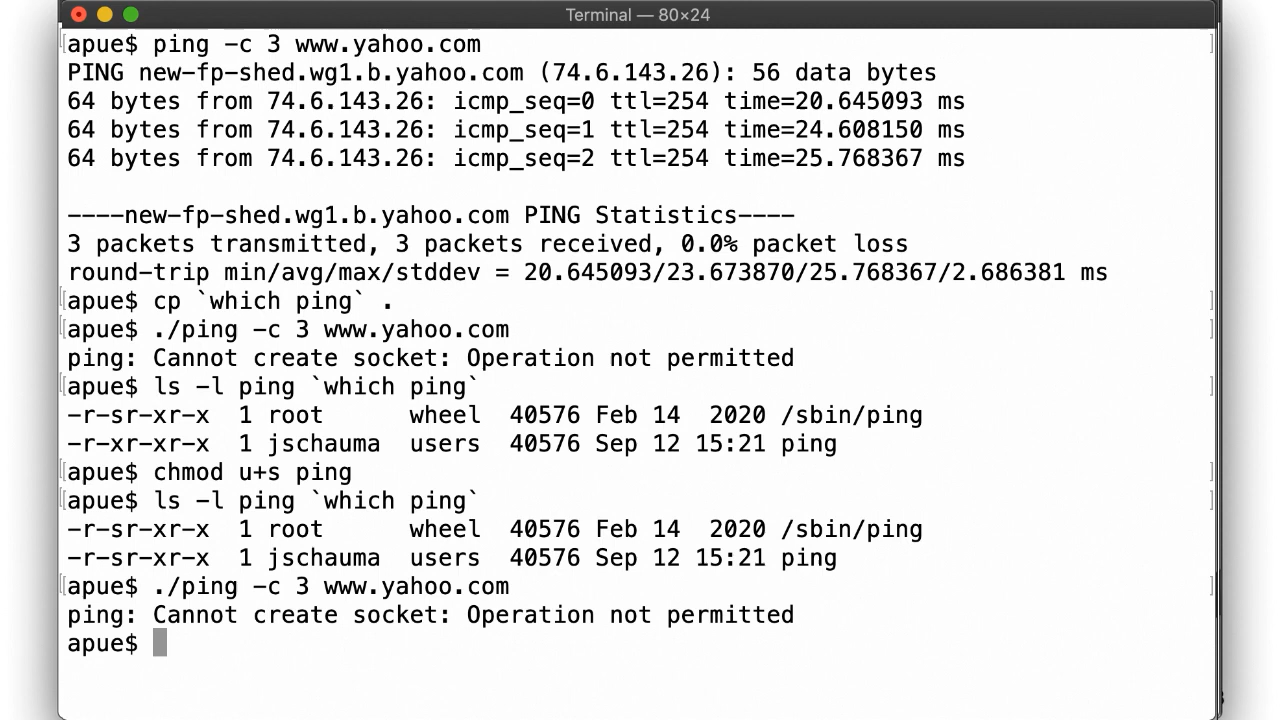 Terminal — 80×24
apue$ ping -c 3 www.yahoo.com
PING new-fp-shed.wg1.b.yahoo.com (74.6.143.26): 56 data bytes
64 bytes from 74.6.143.26: icmp_seq=0 ttl=254 time=20.645093 ms
64 bytes from 74.6.143.26: icmp_seq=1 ttl=254 time=24.608150 ms
64 bytes from 74.6.143.26: icmp_seq=2 ttl=254 time=25.768367 ms
----new-fp-shed.wg1.b.yahoo.com PING Statistics----
3 packets transmitted, 3 packets received, 0.0% packet loss
round-trip min/avg/max/stddev = 20.645093/23.673870/25.768367/2.686381 ms
apue$ cp `which ping` .
apue$ ./ping -c 3 www.yahoo.com
ping: Cannot create socket: Operation not permitted
apue$ ls -l ping `which ping`
-r-sr-xr-x  1 root      wheel  40576 Feb 14  2020 /sbin/ping
-r-xr-xr-x  1 jschauma  users  40576 Sep 12 15:21 ping
apue$ chmod u+s ping
apue$ ls -l ping `which ping`
-r-sr-xr-x  1 root      wheel  40576 Feb 14  2020 /sbin/ping
-r-sr-xr-x  1 jschauma  users  40576 Sep 12 15:21 ping
apue$ ./ping -c 3 www.yahoo.com
ping: Cannot create socket: Operation not permitted
apue$